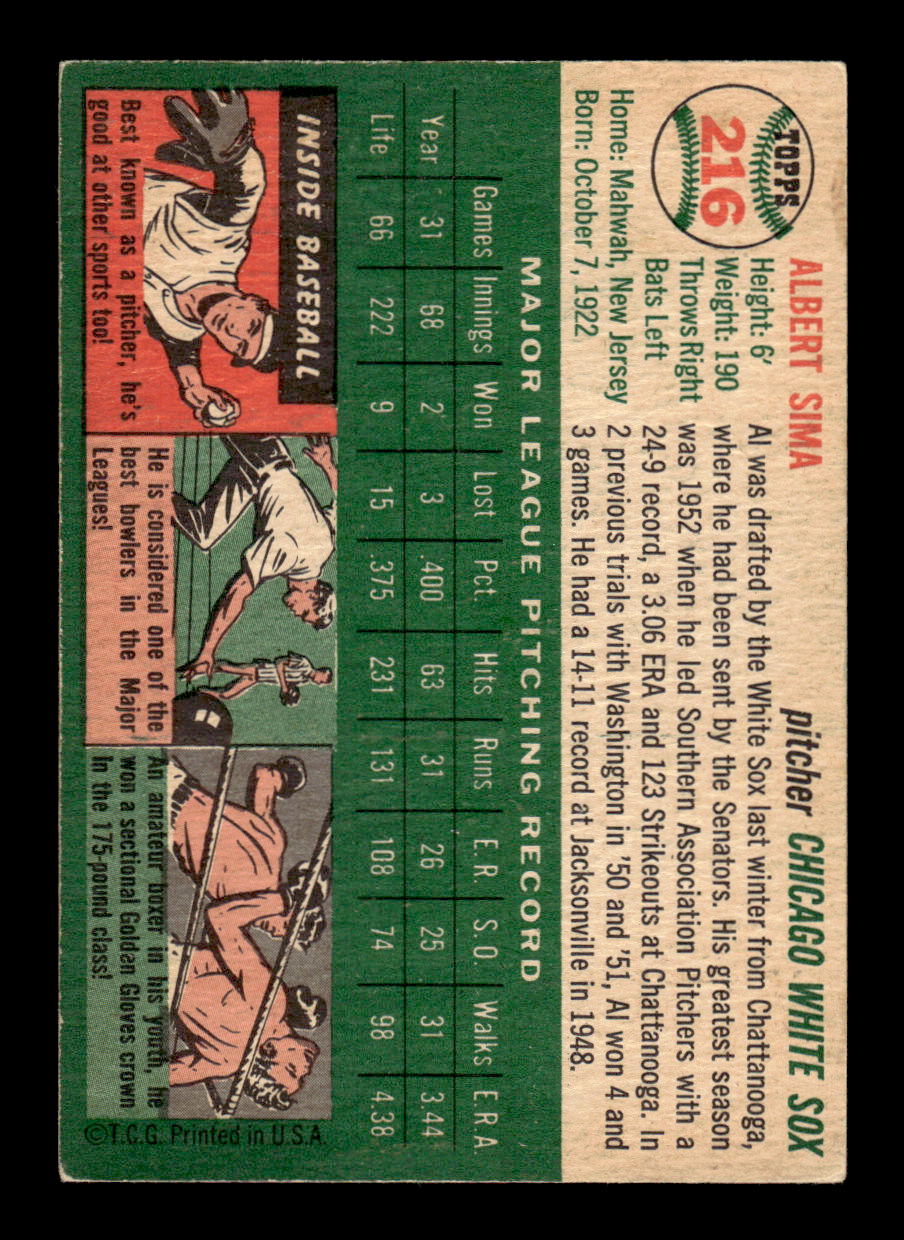 TOPPS
216
ALBERT SIMA
pitcher CHICAGO WHITE SOX
Height: 6'
Weight: 190
Throws Right
Bats Left
Home: Mahwah, New Jersey
Born: October 7, 1922
Al was drafted by the White Sox last winter from Chattanooga,
where he had been sent by the Senators. His greatest season
was 1952 when he led Southern Association Pitchers with a
24-9 record, a 3.06 ERA and 123 Strikeouts at Chattanooga. In
2 previous trials with Washington in '50 and '51, Al won 4 and
3 games. He had a 14-11 record at Jacksonville in 1948.
MAJOR LEAGUE PITCHING RECORD
Games Innings Won Lost Pct. Hits Runs E.R. S.O. Walks ERA.
Year 31 68 2 3 .400 63 31 26 25 31 3.44
Life 66 222 9 15 .375 231 131 108 74 98 4.38
INSIDE BASEBALL
Best known as a pitcher, he's
good at other sports too!
He is considered one of the
best bowlers in the Major
Leagues!
An amateur boxer in his youth, he
won a sectional Golden Gloves crown
in the 175-pound class!
©T.C.G. Printed in U.S.A.